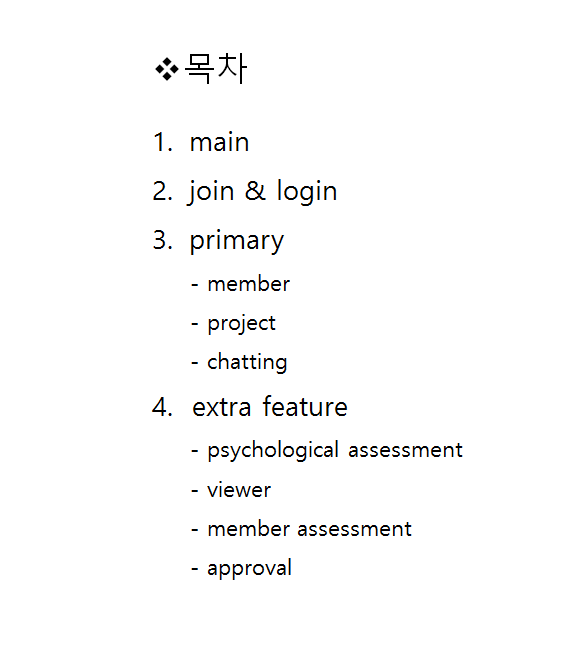 ❖목차
1. main
2. join & login
3. primary
- member
- project
- chatting
4. extra feature
- psychological assessment
- viewer
- member assessment
- approval